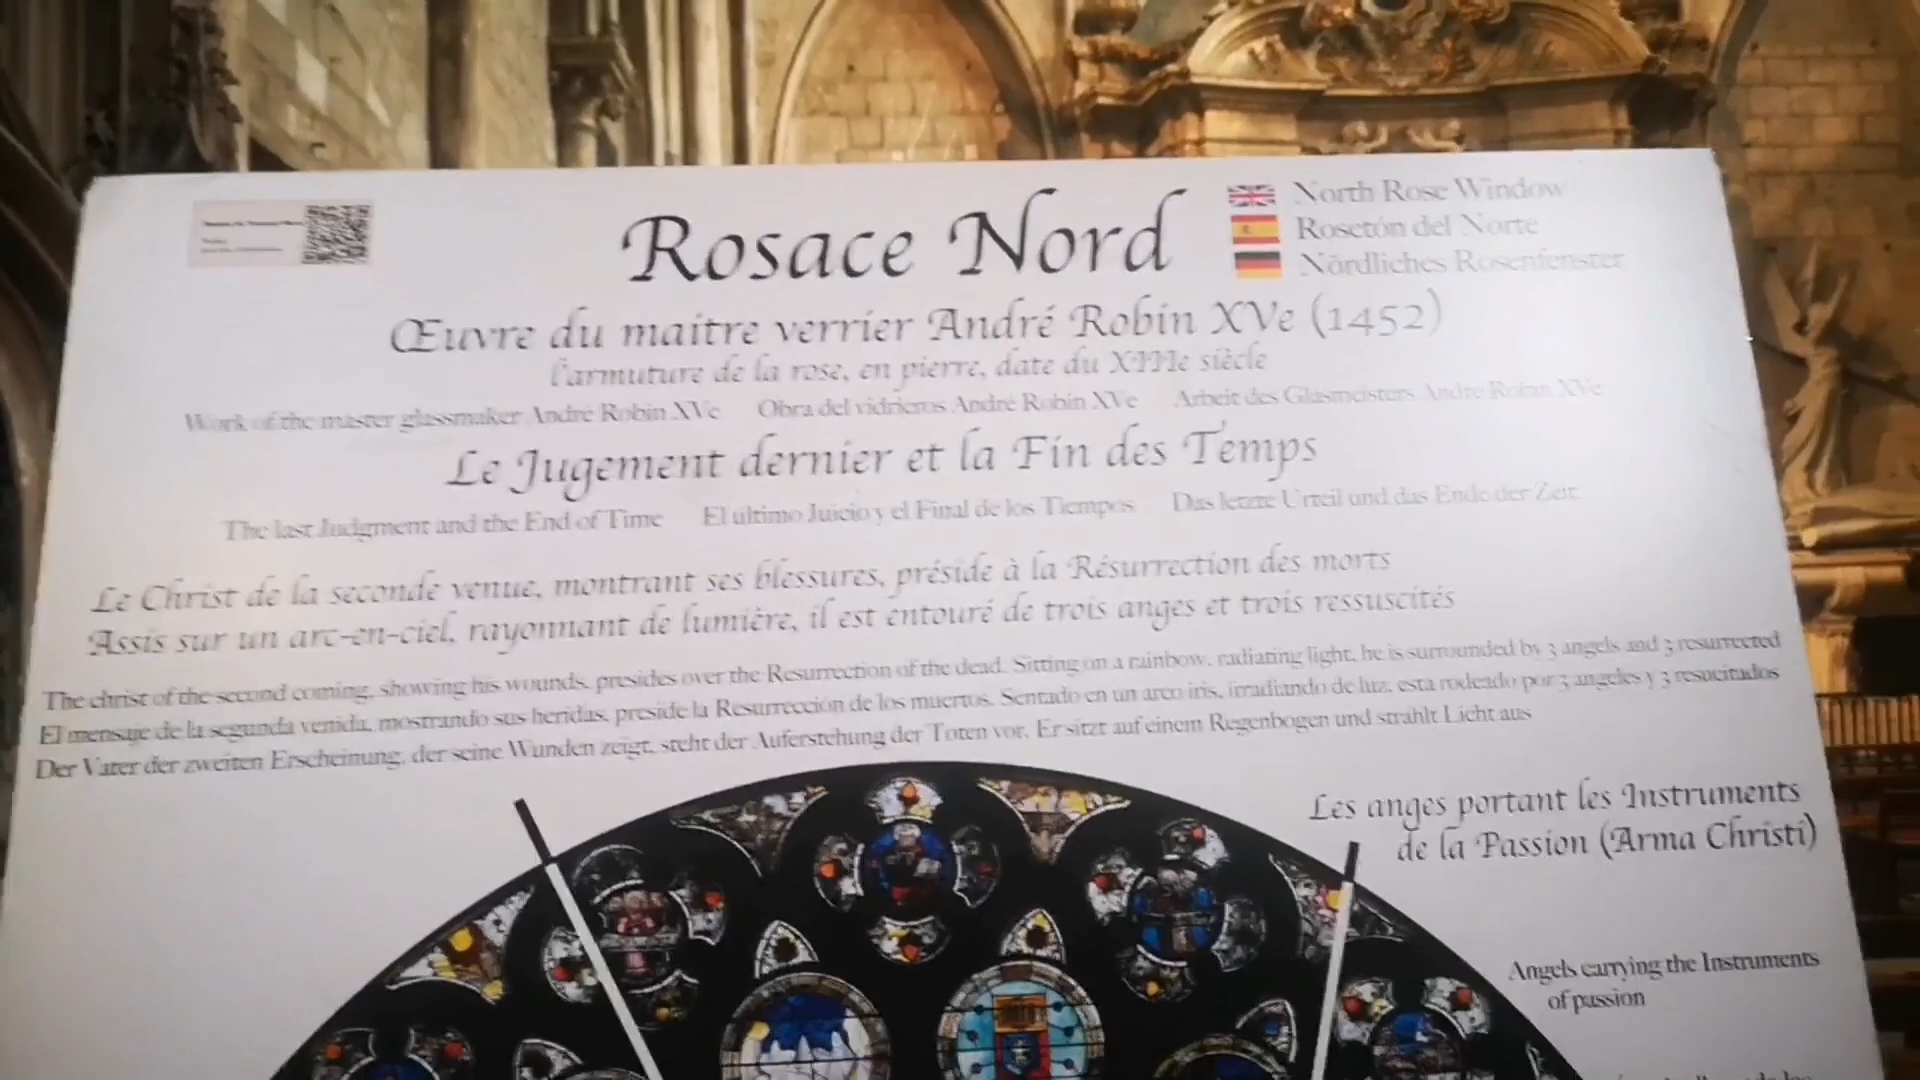 Rosace Nord
North Rose Window
Rosetón del Norte
Nördliches Rosenfenster
Œuvre du maitre verrier André Robin XVe (1452)
l'armuture de la rose, en pierre, date du XIIIe siècle
Work of the master glassmaker André Robin XVe Obra del vidrieros André Robin XVe Arbeit des Glasmeisters André Robin XVe
Le Jugement dernier et la Fin des Temps
The last Judgment and the End of Time El último Juicio y el Final de los Tiempos Das letzte Urteil und das Ende der Zeit
Le Christ de la seconde venue, montrant ses blessures, préside à la Résurrection des morts
Assis sur un arc-en-ciel, rayonnant de lumière, il est entouré de trois anges et trois ressuscités
The christ of the second coming, showing his wounds, presides over the Resurrection of the dead. Sitting on a rainbow, radiating light, he is surrounded by 3 angels and 3 resurrected
El mensaje de la segunda venida, mostrando sus heridas, preside la Resurrección de los muertos. Sentado en un arco iris, irradiando de luz, esta rodeado por 3 angeles y 3 resucitados
Der Vater der zweiten Erscheinung, der seine Wunden zeigt, steht der Auferstehung der Toten vor. Er sitzt auf einem Regenbogen und strahlt Licht aus
Les anges portant les Instruments
de la Passion (Arma Christi)
Angels carrying the Instruments
of passion